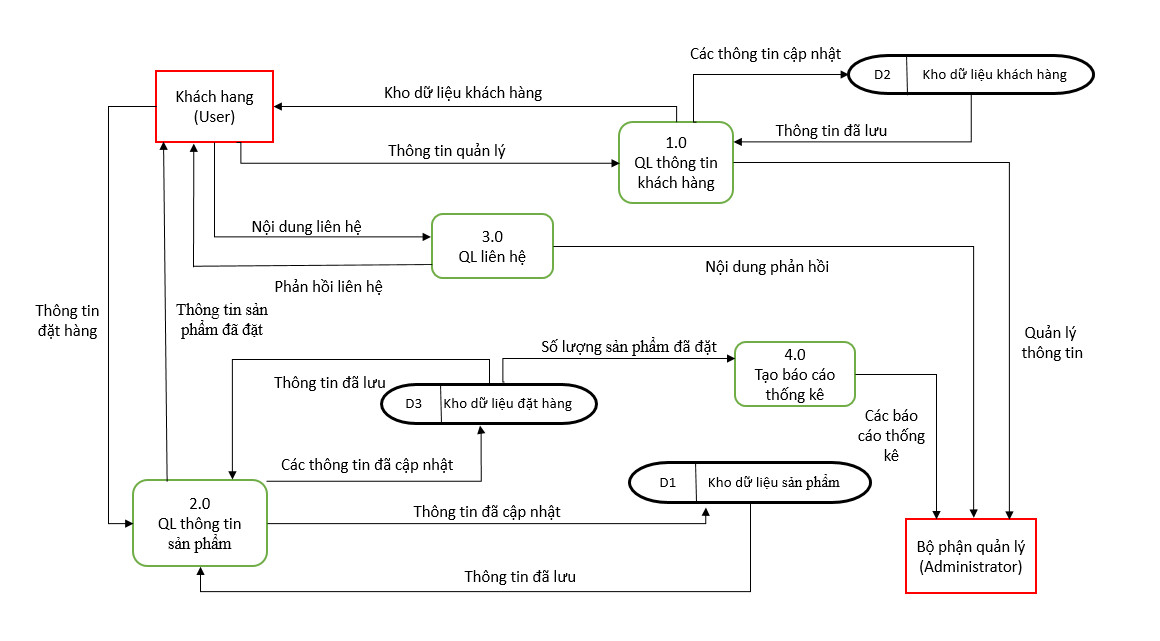 Các thông tin cập nhật
D2
Kho dữ liệu khách hàng
Khách hang
(User)
Kho dữ liệu khách hàng
Thông tin đã lưu
1.0
QL thông tin
khách hàng
Thông tin quản lý
Nội dung liên hệ
3.0
QL liên hệ
Nội dung phản hồi
Phản hồi liên hệ
Thông tin
đặt hàng
Thông tin sản
phẩm đã đặt
Quản lý
thông tin
Số lượng sản phẩm đã đặt
4.0
Tạo báo cáo
thống kê
Thông tin đã lưu
D3
Kho dữ liệu đặt hàng
Các báo
cáo thống
kê
Các thông tin đã cập nhật
D1
Kho dữ liệu sản phẩm
2.0
QL thông tin
sản phẩm
Thông tin đã cập nhật
Bộ phận quản lý
(Administrator)
Thông tin đã lưu